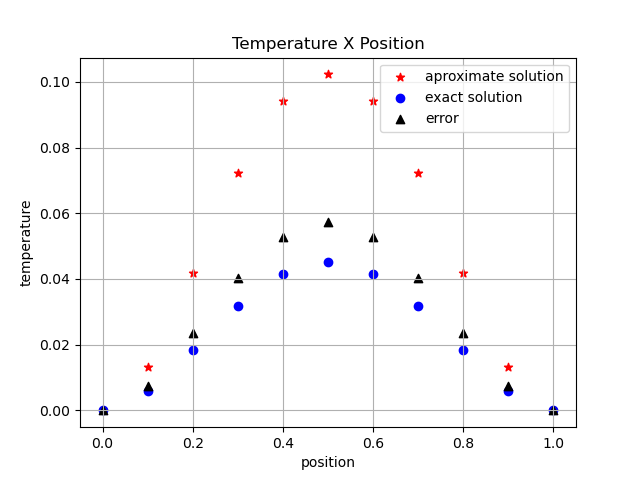 Temperature X Position
aproximate solution
exact solution
error
temperature
0.10
0.08
0.06
0.04
0.02
0.00
0.0
0.2
0.4
0.6
0.8
1.0
position